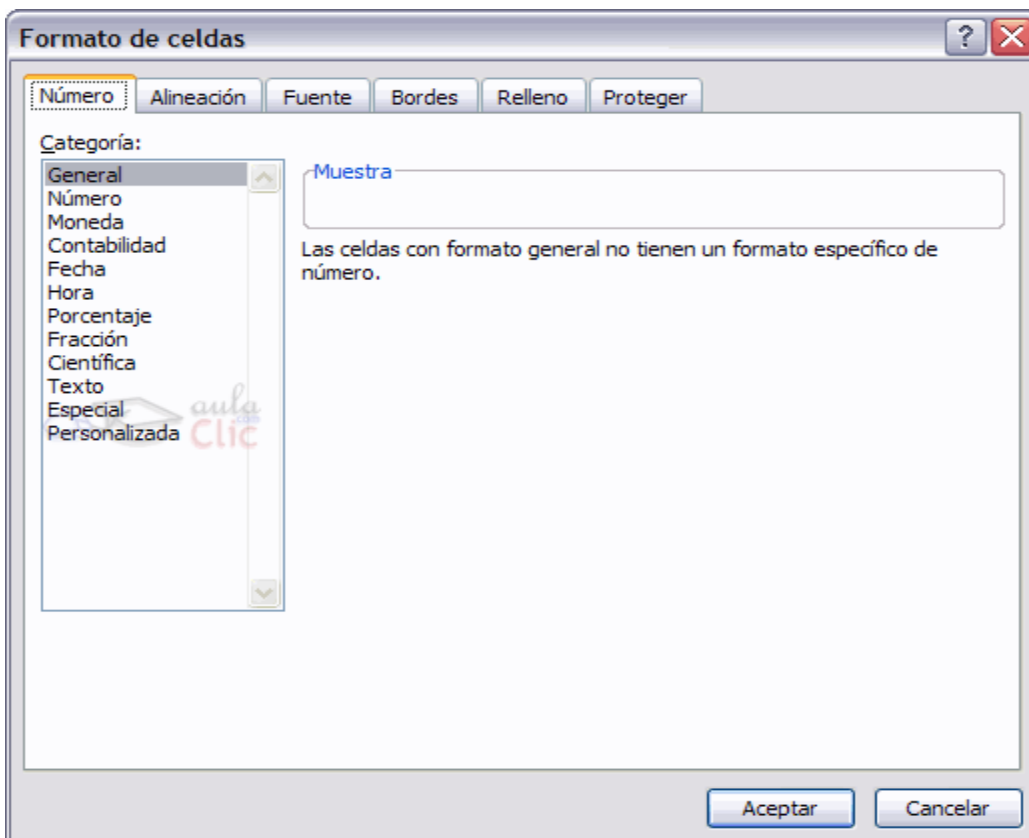 Formato de celdas
?
Número Alineación Fuente Bordes Relleno Proteger
Categoría:
General
Número
Moneda
Contabilidad
Fecha
Hora
Porcentaje
Fracción
Científica
Texto
Especial
Personalizada
aula
.com
Clic
Muestra
Las celdas con formato general no tienen un formato específico de
número.
Aceptar Cancelar